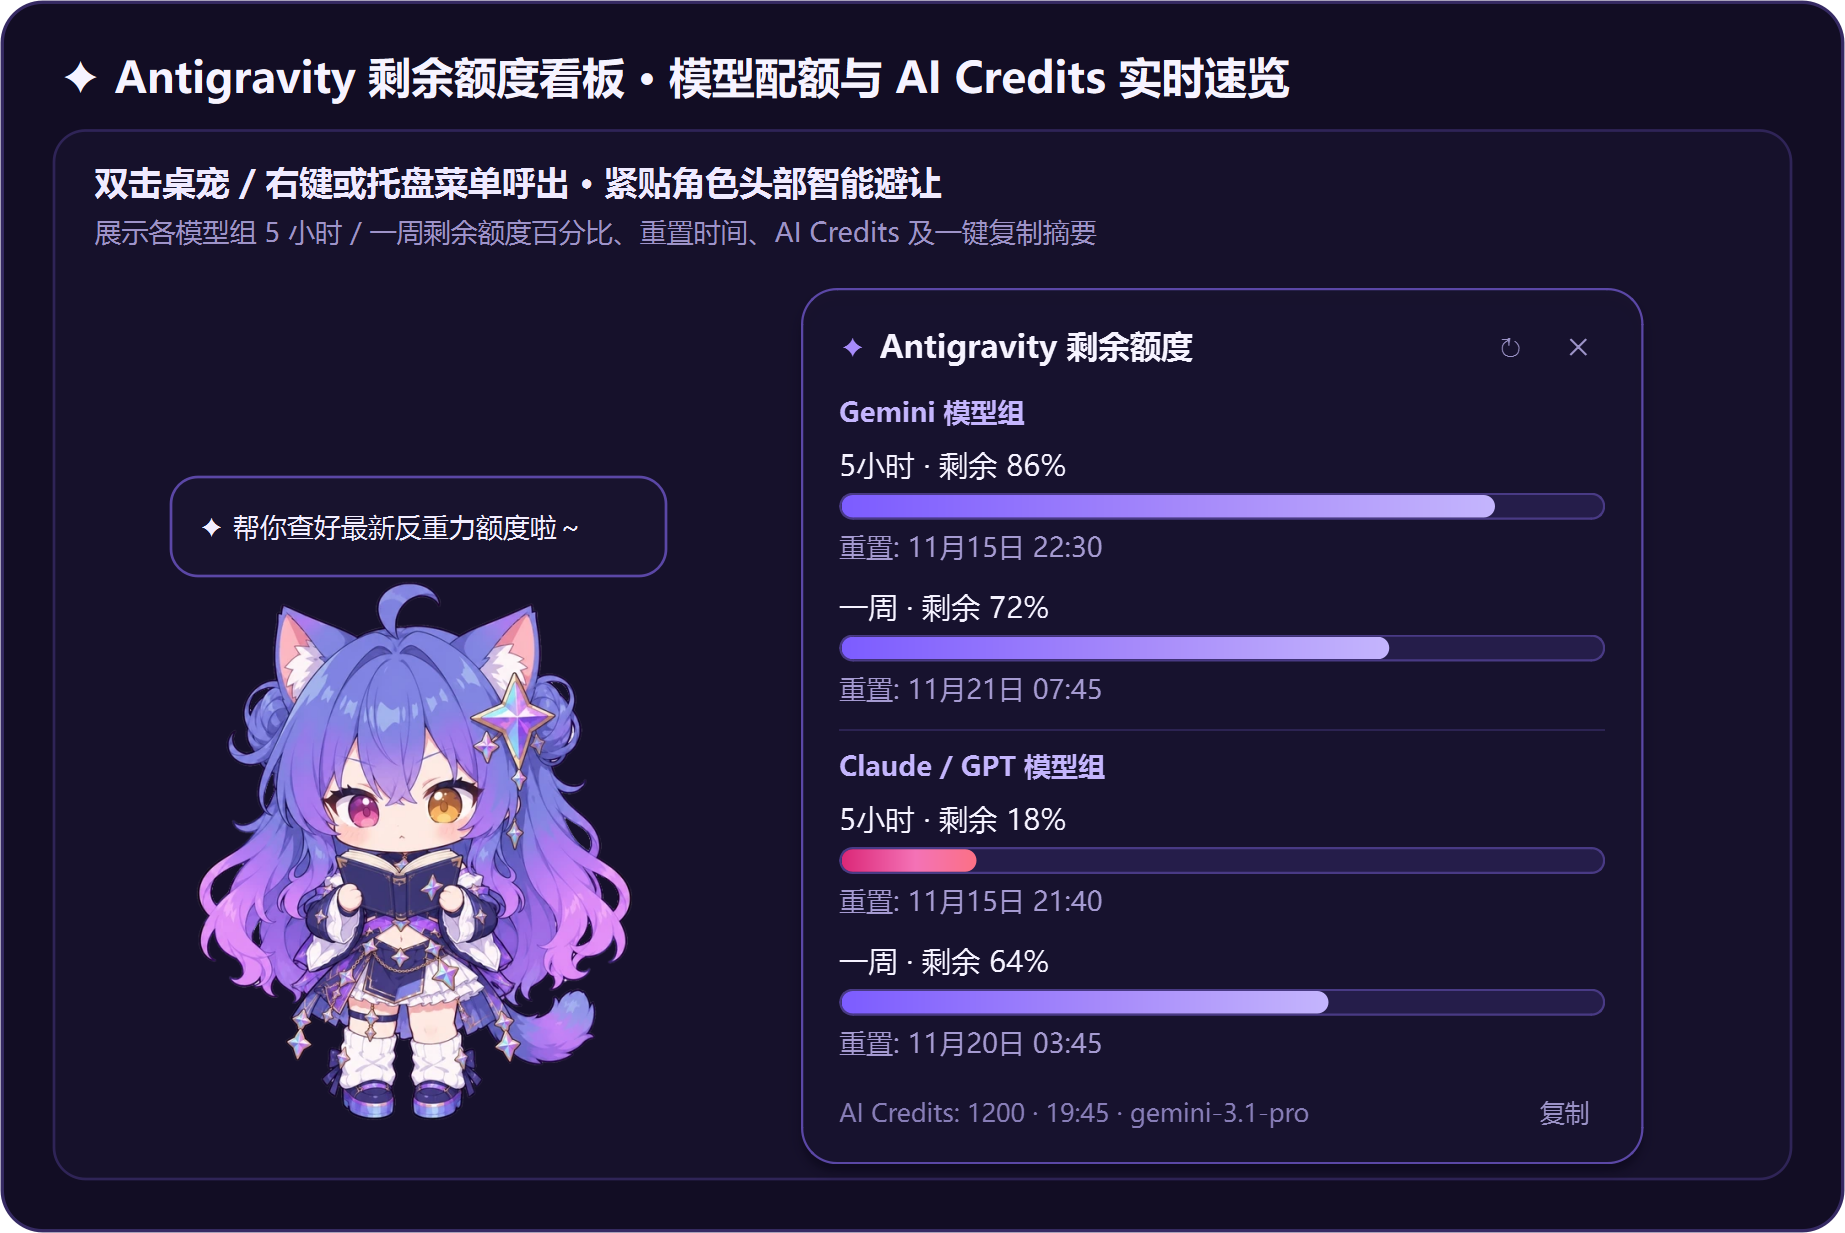 ✦ Antigravity 剩余额度看板 • 模型配额与 AI Credits 实时速览
双击桌宠 / 右键或托盘菜单呼出 • 紧贴角色头部智能避让
展示各模型组 5 小时 / 一周剩余额度百分比、重置时间、AI Credits 及一键复制摘要
✦ 帮你查好最新反重力额度啦～
✦ Antigravity 剩余额度
Gemini 模型组
5小时 · 剩余 86%
重置: 11月15日 22:30
一周 · 剩余 72%
重置: 11月21日 07:45
Claude / GPT 模型组
5小时 · 剩余 18%
重置: 11月15日 21:40
一周 · 剩余 64%
重置: 11月20日 03:45
AI Credits: 1200 · 19:45 · gemini-3.1-pro
复制